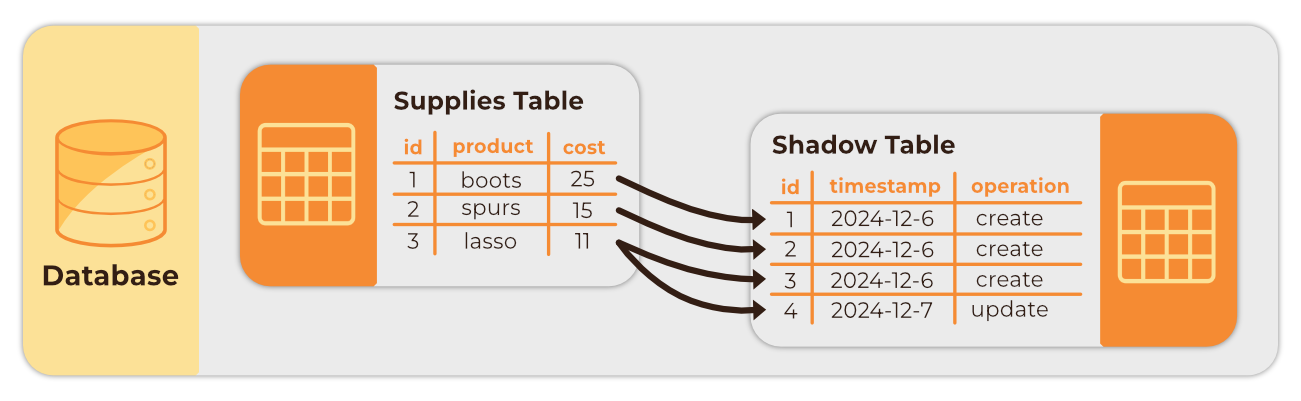 Database
Supplies Table
id product cost
1 boots 25
2 spurs 15
3 lasso 11
Shadow Table
id timestamp operation
1 2024-12-6 create
2 2024-12-6 create
3 2024-12-6 create
4 2024-12-7 update